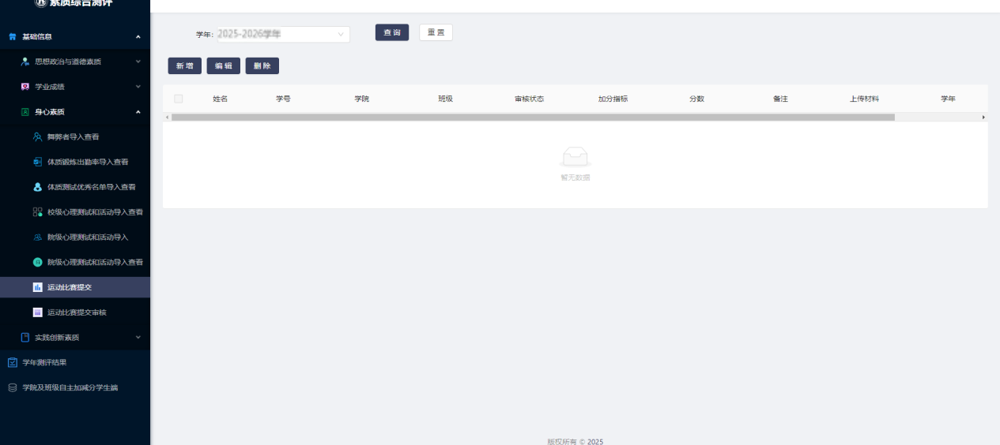 素质综合测评
基础信息
思想政治与道德素质
学业成绩
身心素质
舞弊者导入查看
体质锻炼出勤率导入查看
体质测试优秀名单导入查看
校级心理测试和活动导入查看
院级心理测试和活动导入
院级心理测试和活动导入查看
运动比赛提交
运动比赛提交审核
实践创新素质
学年测评结果
学院及班级自主加减分学生端
学年: 2025-2026学年 查 询 重 置
新 增 编 辑 删 除
姓名 学号 学院 班级 审核状态 加分指标 分数 备注 上传材料 学年
暂无数据
版权所有 © 2025